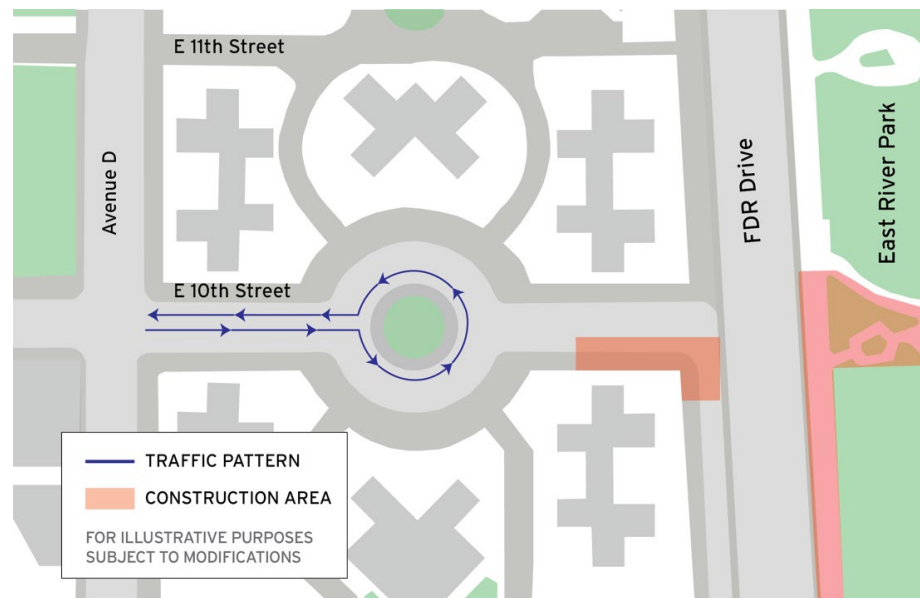 E 11th Street
Avenue D
FDR Drive
East River Park
E 10th Street
TRAFFIC PATTERN
CONSTRUCTION AREA
FOR ILLUSTRATIVE PURPOSES
SUBJECT TO MODIFICATIONS